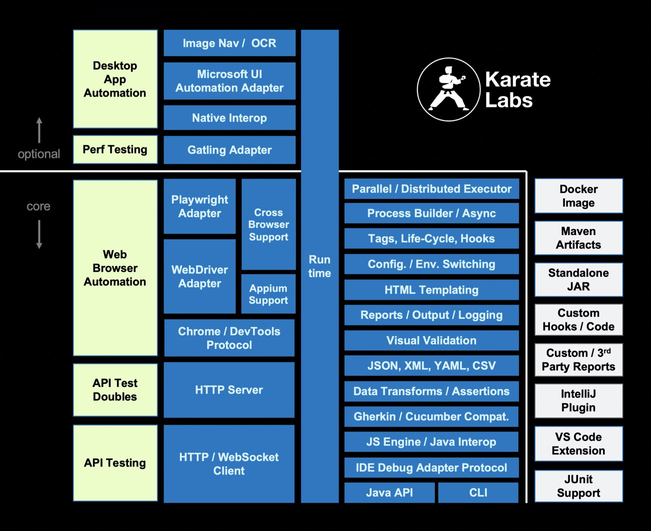 Desktop
App
Automation
Image Nav / OCR
Microsoft UI
Automation Adapter
Native Interop
Karate
Labs
optional
Perf Testing
Gatling Adapter
core
Web
Browser
Automation
Playwright
Adapter
Cross
Browser
Support
WebDriver
Adapter
Appium
Support
Chrome / DevTools
Protocol
API Test
Doubles
HTTP Server
API Testing
HTTP / WebSocket
Client
Run
time
Parallel / Distributed Executor
Process Builder / Async
Tags, Life-Cycle, Hooks
Config. / Env. Switching
HTML Templating
Reports / Output / Logging
Visual Validation
JSON, XML, YAML, CSV
Data Transforms / Assertions
Gherkin / Cucumber Compat.
JS Engine / Java Interop
IDE Debug Adapter Protocol
Java API
CLI
Docker
Image
Maven
Artifacts
Standalone
JAR
Custom
Hooks / Code
Custom / 3rd
Party Reports
IntelliJ
Plugin
VS Code
Extension
JUnit
Support